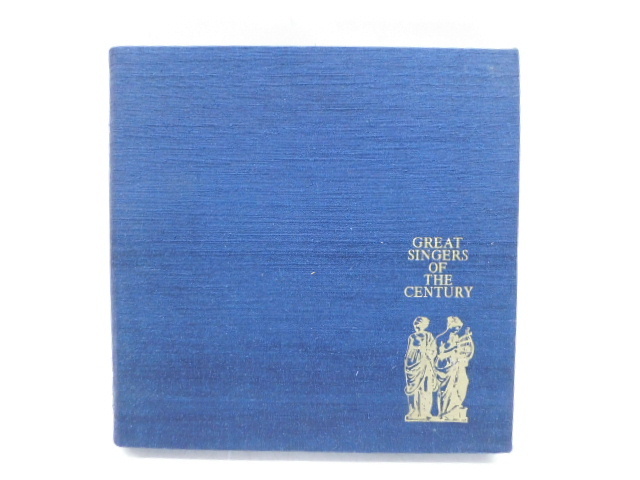 GREAT
SINGERS
OF
THE
CENTURY